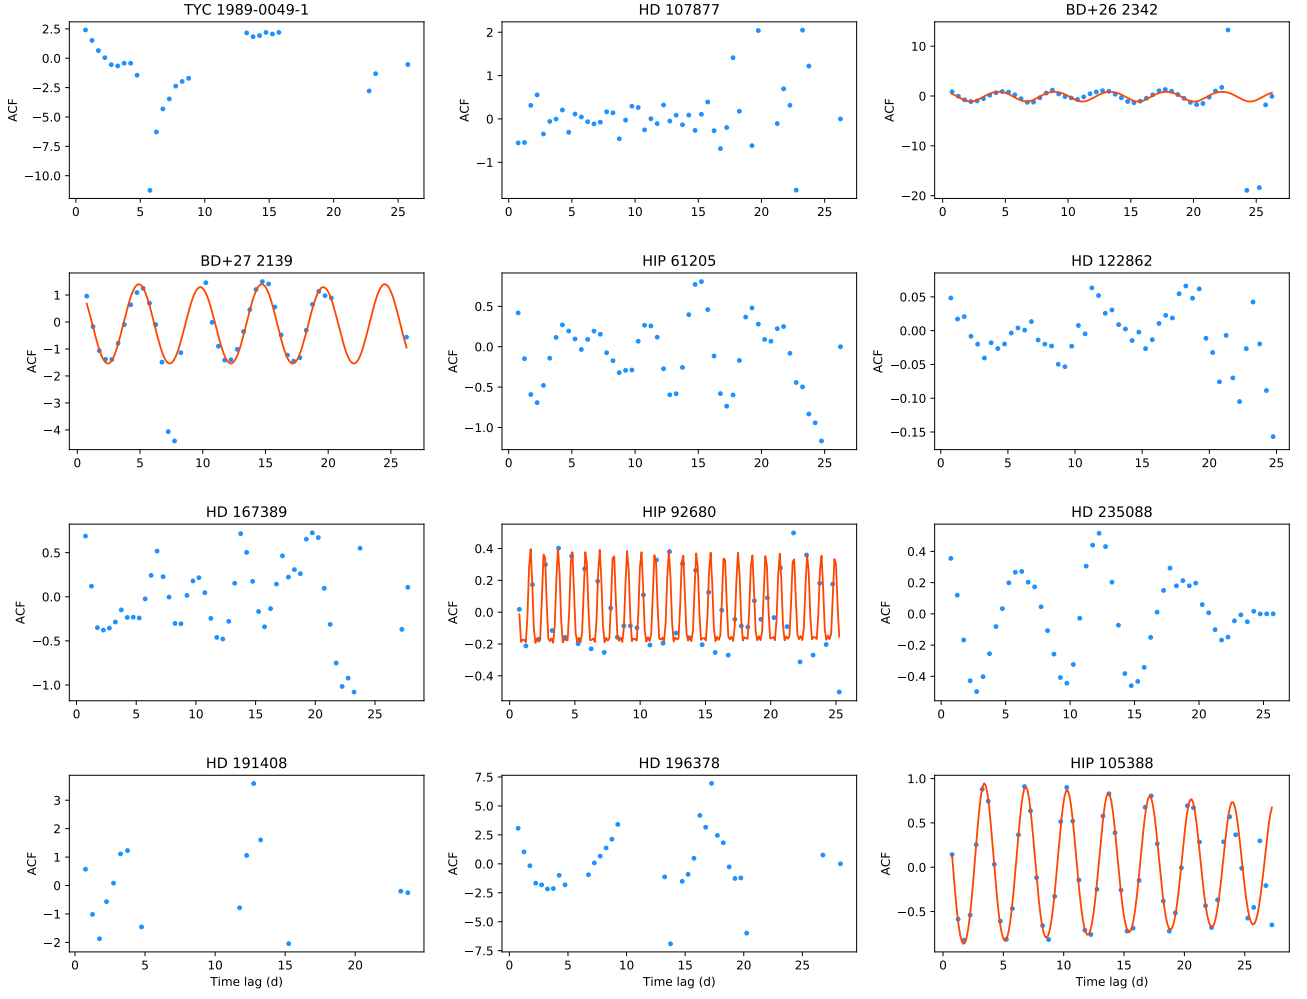 TYC 1989-0049-1
HD 107877
BD+26 2342
ACF
2.5
0.0
−2.5
−5.0
−7.5
−10.0
0 5 10 15 20 25
ACF
2
1
0
−1
0 5 10 15 20 25
ACF
10
0
−10
−20
0 5 10 15 20 25
BD+27 2139
HIP 61205
HD 122862
ACF
1
0
−1
−2
−3
−4
0 5 10 15 20 25
ACF
0.5
0.0
−0.5
−1.0
0 5 10 15 20 25
ACF
0.05
0.00
−0.05
−0.10
−0.15
0 5 10 15 20 25
HD 167389
HIP 92680
HD 235088
ACF
0.5
0.0
−0.5
−1.0
0 5 10 15 20 25
ACF
0.4
0.2
0.0
−0.2
−0.4
0 5 10 15 20 25
ACF
0.4
0.2
0.0
−0.2
−0.4
0 5 10 15 20 25
HD 191408
HD 196378
HIP 105388
ACF
3
2
1
0
−1
−2
0 5 10 15 20
Time lag (d)
ACF
7.5
5.0
2.5
0.0
−2.5
−5.0
−7.5
0 5 10 15 20 25
Time lag (d)
ACF
1.0
0.5
0.0
−0.5
0 5 10 15 20 25
Time lag (d)